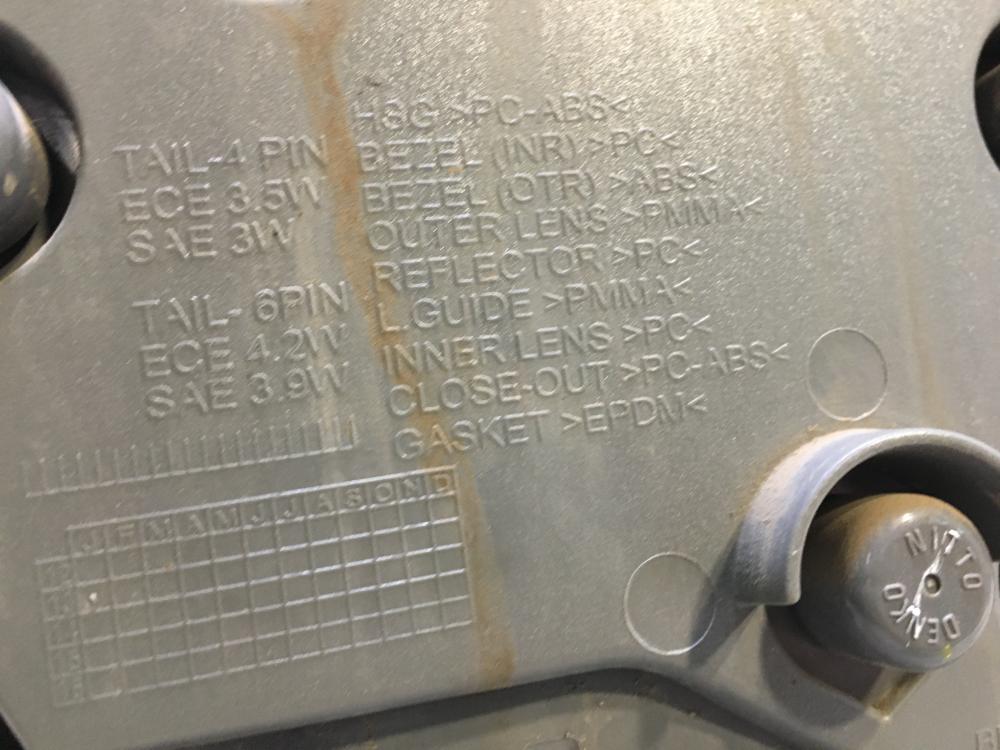 TAIL-4 PIN
ECE 3.5W
SAE 3W
TAIL- 6PIN
ECE 4.2W
SAE 3.9W
HSG >PC-ABS<
BEZEL (INR) >PC<
BEZEL (OTR) >ABS<
OUTER LENS >PMMA<
REFLECTOR >PC<
L.GUIDE >PMMA<
INNER LENS >PC<
CLOSE-OUT >PC-ABS<
GASKET >EPDM<
J F M A M J J A S O N D
NITTO
DENKO